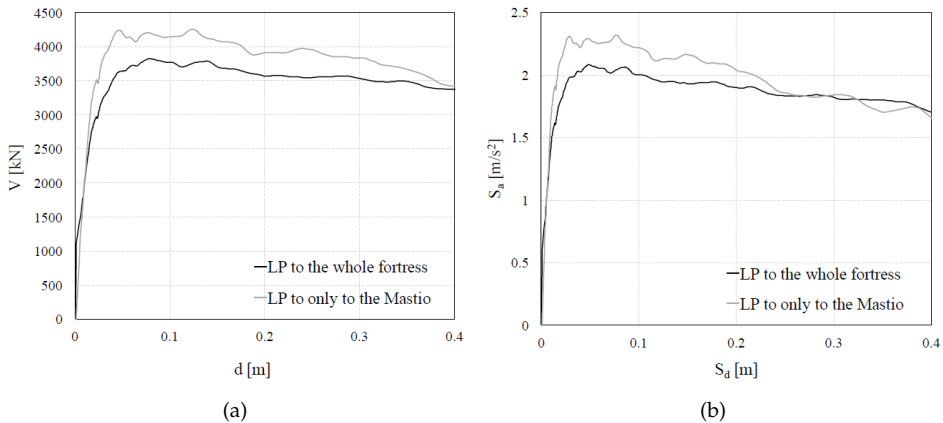 4500
4000
3500
3000
2500
2000
1500
1000
500
0
V [kN]
LP to the whole fortress
LP to only to the Mastio
0 0.1 0.2 0.3 0.4
d [m]
(a)
2.5
2
1.5
1
0.5
0
Sa [m/s²]
LP to the whole fortress
LP to only to the Mastio
0 0.1 0.2 0.3 0.4
Sd [m]
(b)